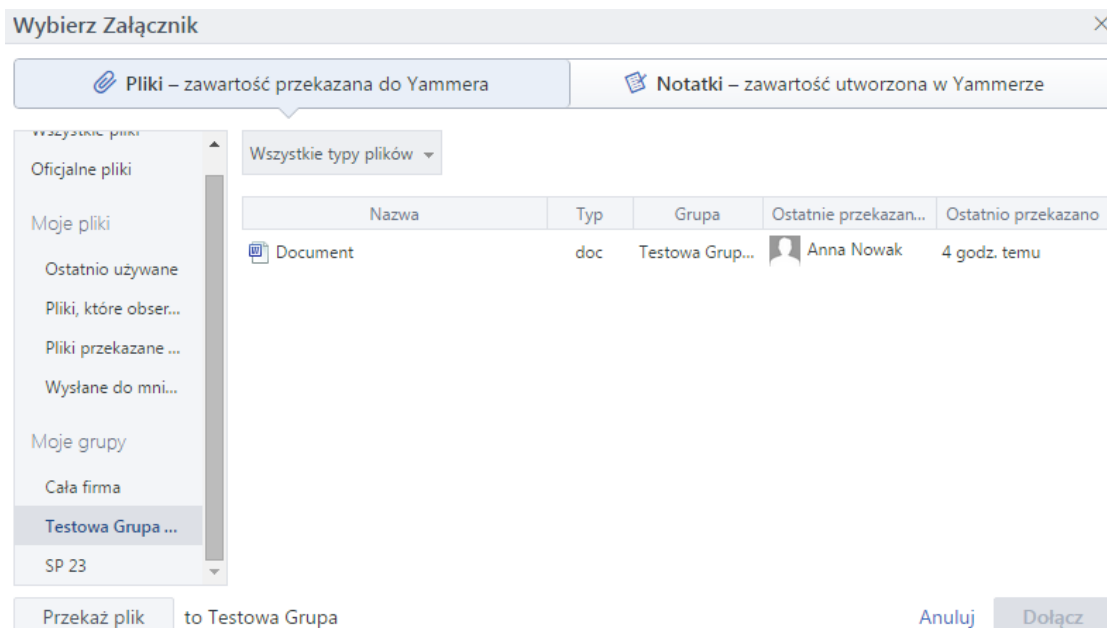 Wybierz Załącznik
Pliki – zawartość przekazana do Yammera
Notatki – zawartość utworzona w Yammerze
Wszystkie pliki
Oficjalne pliki
Moje pliki
Ostatnio używane
Pliki, które obser...
Pliki przekazane ...
Wysłane do mni...
Moje grupy
Cała firma
Testowa Grupa ...
SP 23
Wszystkie typy plików
Nazwa Typ Grupa Ostatnie przekazan... Ostatnio przekazano
Document doc Testowa Grup... Anna Nowak 4 godz. temu
Przekaż plik to Testowa Grupa Anuluj Dołącz